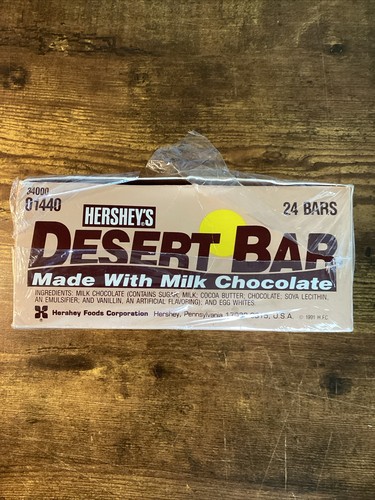 34000
01440
HERSHEY'S
24 BARS
DESERT BAR
Made With Milk Chocolate
INGREDIENTS: MILK CHOCOLATE (CONTAINS SUGAR, MILK, COCOA BUTTER; CHOCOLATE; SOYA LECITHIN,
AN EMULSIFIER; AND VANILLIN, AN ARTIFICIAL FLAVORING), AND EGG WHITES.
Hershey Foods Corporation Hershey, Pennsylvania U.S.A. © 1991 H.F.C.